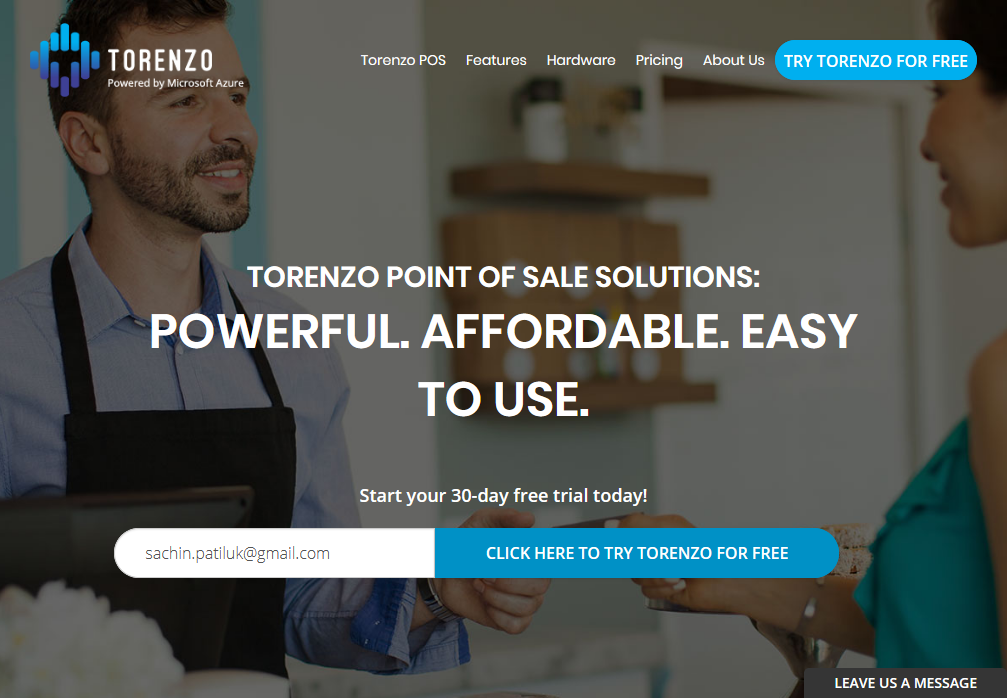 TORENZO
Powered by Microsoft Azure
Torenzo POS Features Hardware Pricing About Us TRY TORENZO FOR FREE
TORENZO POINT OF SALE SOLUTIONS:
POWERFUL. AFFORDABLE. EASY
TO USE.
Start your 30-day free trial today!
sachin.patiluk@gmail.com CLICK HERE TO TRY TORENZO FOR FREE
LEAVE US A MESSAGE